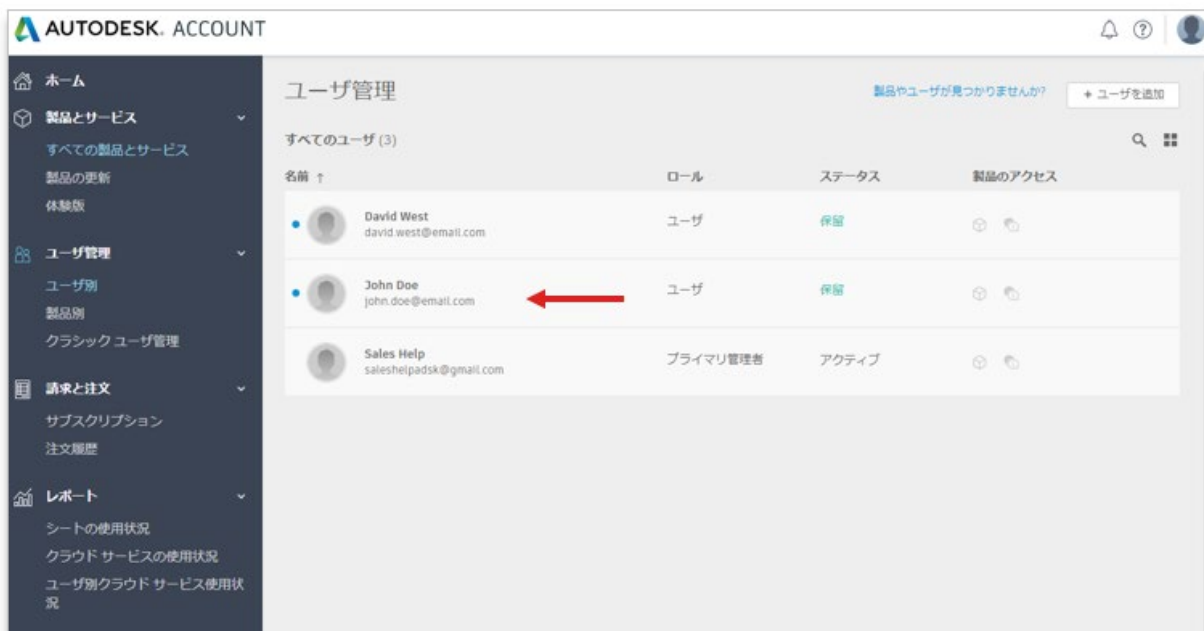 AUTODESK. ACCOUNT
ホーム
製品とサービス
すべての製品とサービス
製品の更新
体験版
ユーザ管理
ユーザ別
製品別
クラシック ユーザ管理
請求と注文
サブスクリプション
注文履歴
レポート
シートの使用状況
クラウド サービスの使用状況
ユーザ別クラウド サービス使用状
況
ユーザ管理
製品やユーザが見つかりませんか?
+ ユーザを追加
すべてのユーザ (3)
名前 ↑ ロール ステータス 製品のアクセス
David West ユーザ 保留
david.west@email.com
John Doe ユーザ 保留
john.doe@email.com
Sales Help プライマリ管理者 アクティブ
saleshelpadsk@gmail.com